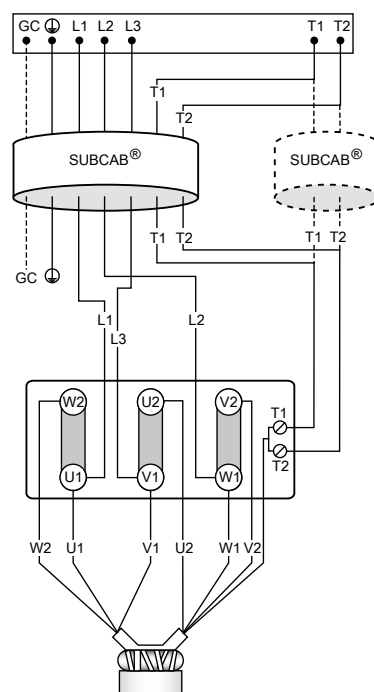 GC ⏚ L1 L2 L3 T1 T2
T1
T2
SUBCAB® SUBCAB®
T1 T2 T1 T2
GC ⏚
L1 L3 L2
W2 U2 V2
T1
U1 V1 W1
T2
W2 U1 V1 U2 W1 V2